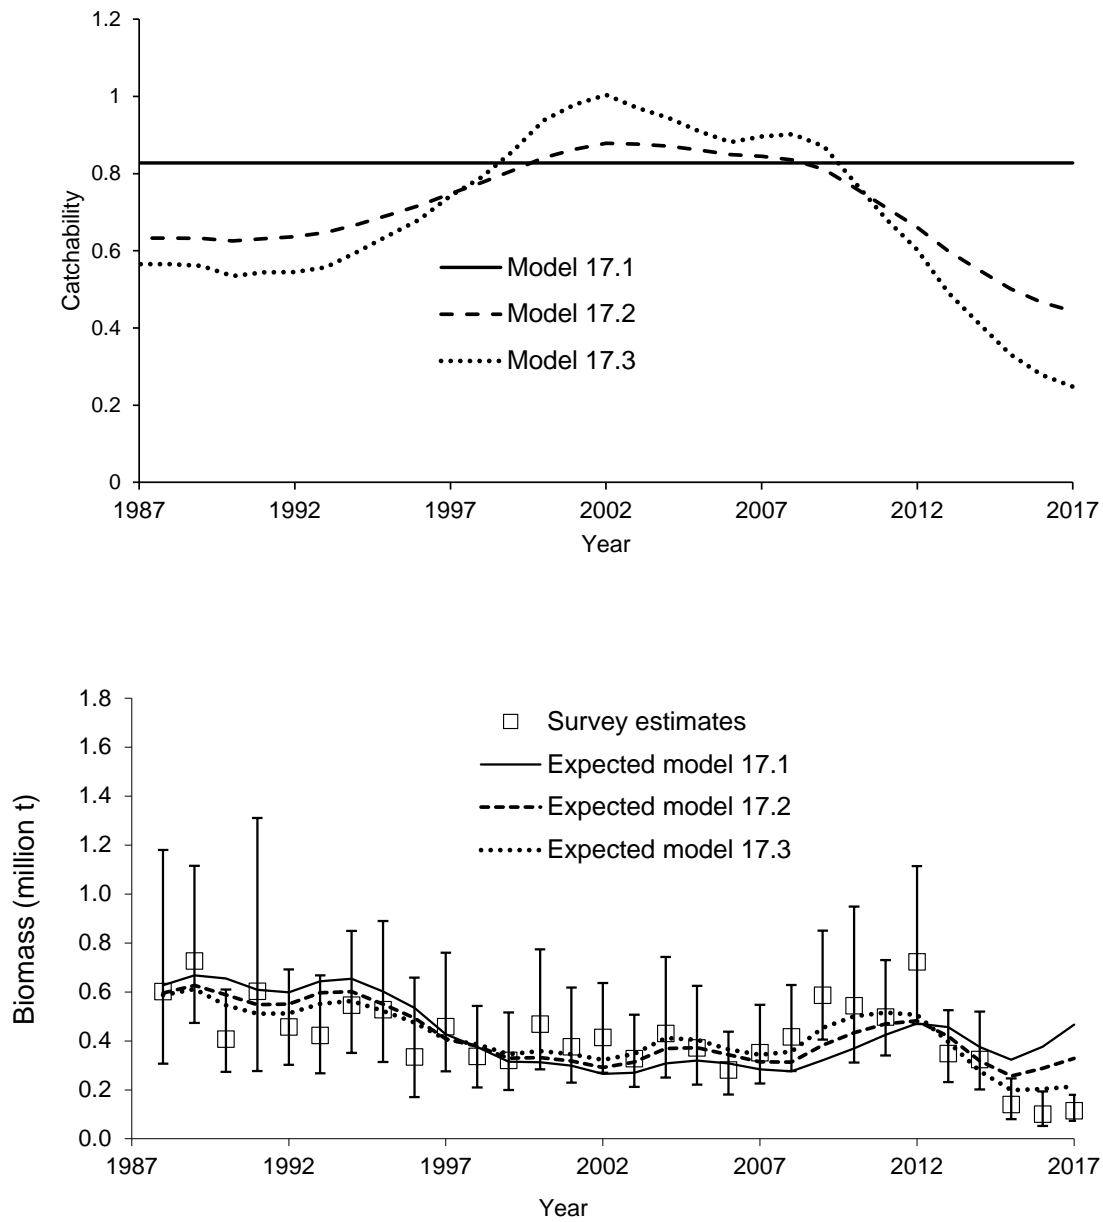 1.2
1
0.8
0.6
0.4
0.2
0
Catchability
Model 17.1
Model 17.2
Model 17.3
1987 1992 1997 2002 2007 2012 2017
Year
1.8
1.6
1.4
1.2
1.0
0.8
0.6
0.4
0.2
0.0
Biomass (million t)
Survey estimates
Expected model 17.1
Expected model 17.2
Expected model 17.3
1987 1992 1997 2002 2007 2012 2017
Year